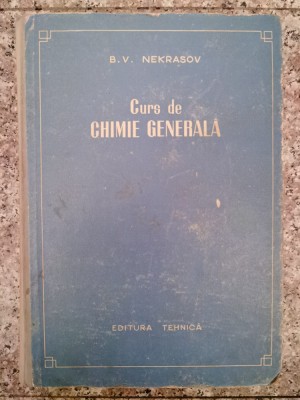 B. V. NEKRASOV
Curs de
CHIMIE GENERALĂ
EDITURA TEHNICĂ